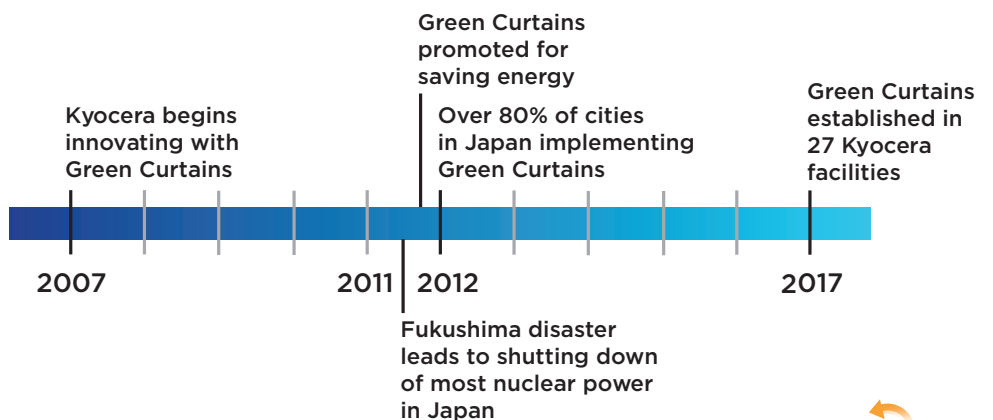 Green Curtains
promoted for
saving energy
Kyocera begins
innovating with
Green Curtains
Over 80% of cities
in Japan implementing
Green Curtains
Green Curtains
established in
27 Kyocera
facilities
2007
2011
2012
2017
Fukushima disaster
leads to shutting down
of most nuclear power
in Japan